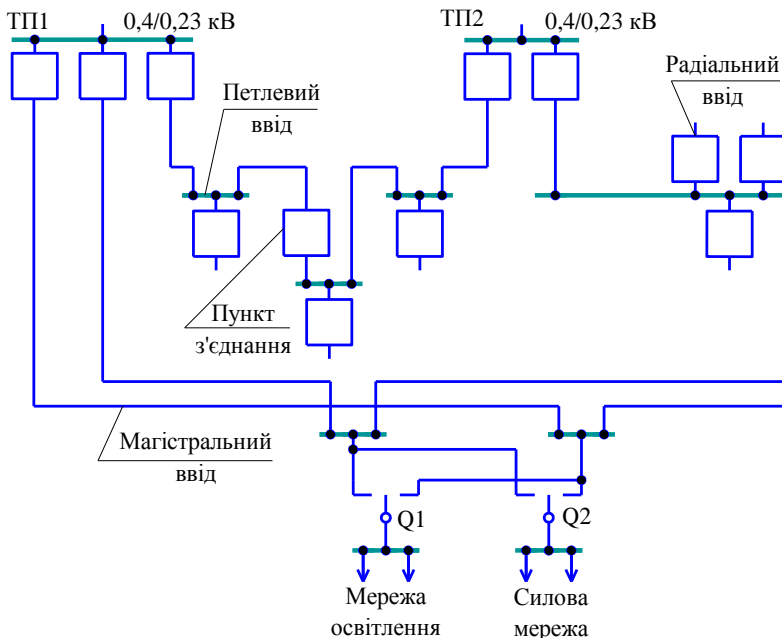 ТП1
0,4/0,23 кВ
ТП2
0,4/0,23 кВ
Радіальний
ввід
Петлевий
ввід
Пункт
з'єднання
Магістральний
ввід
Q1
Q2
Мережа
освітлення
Силова
мережа